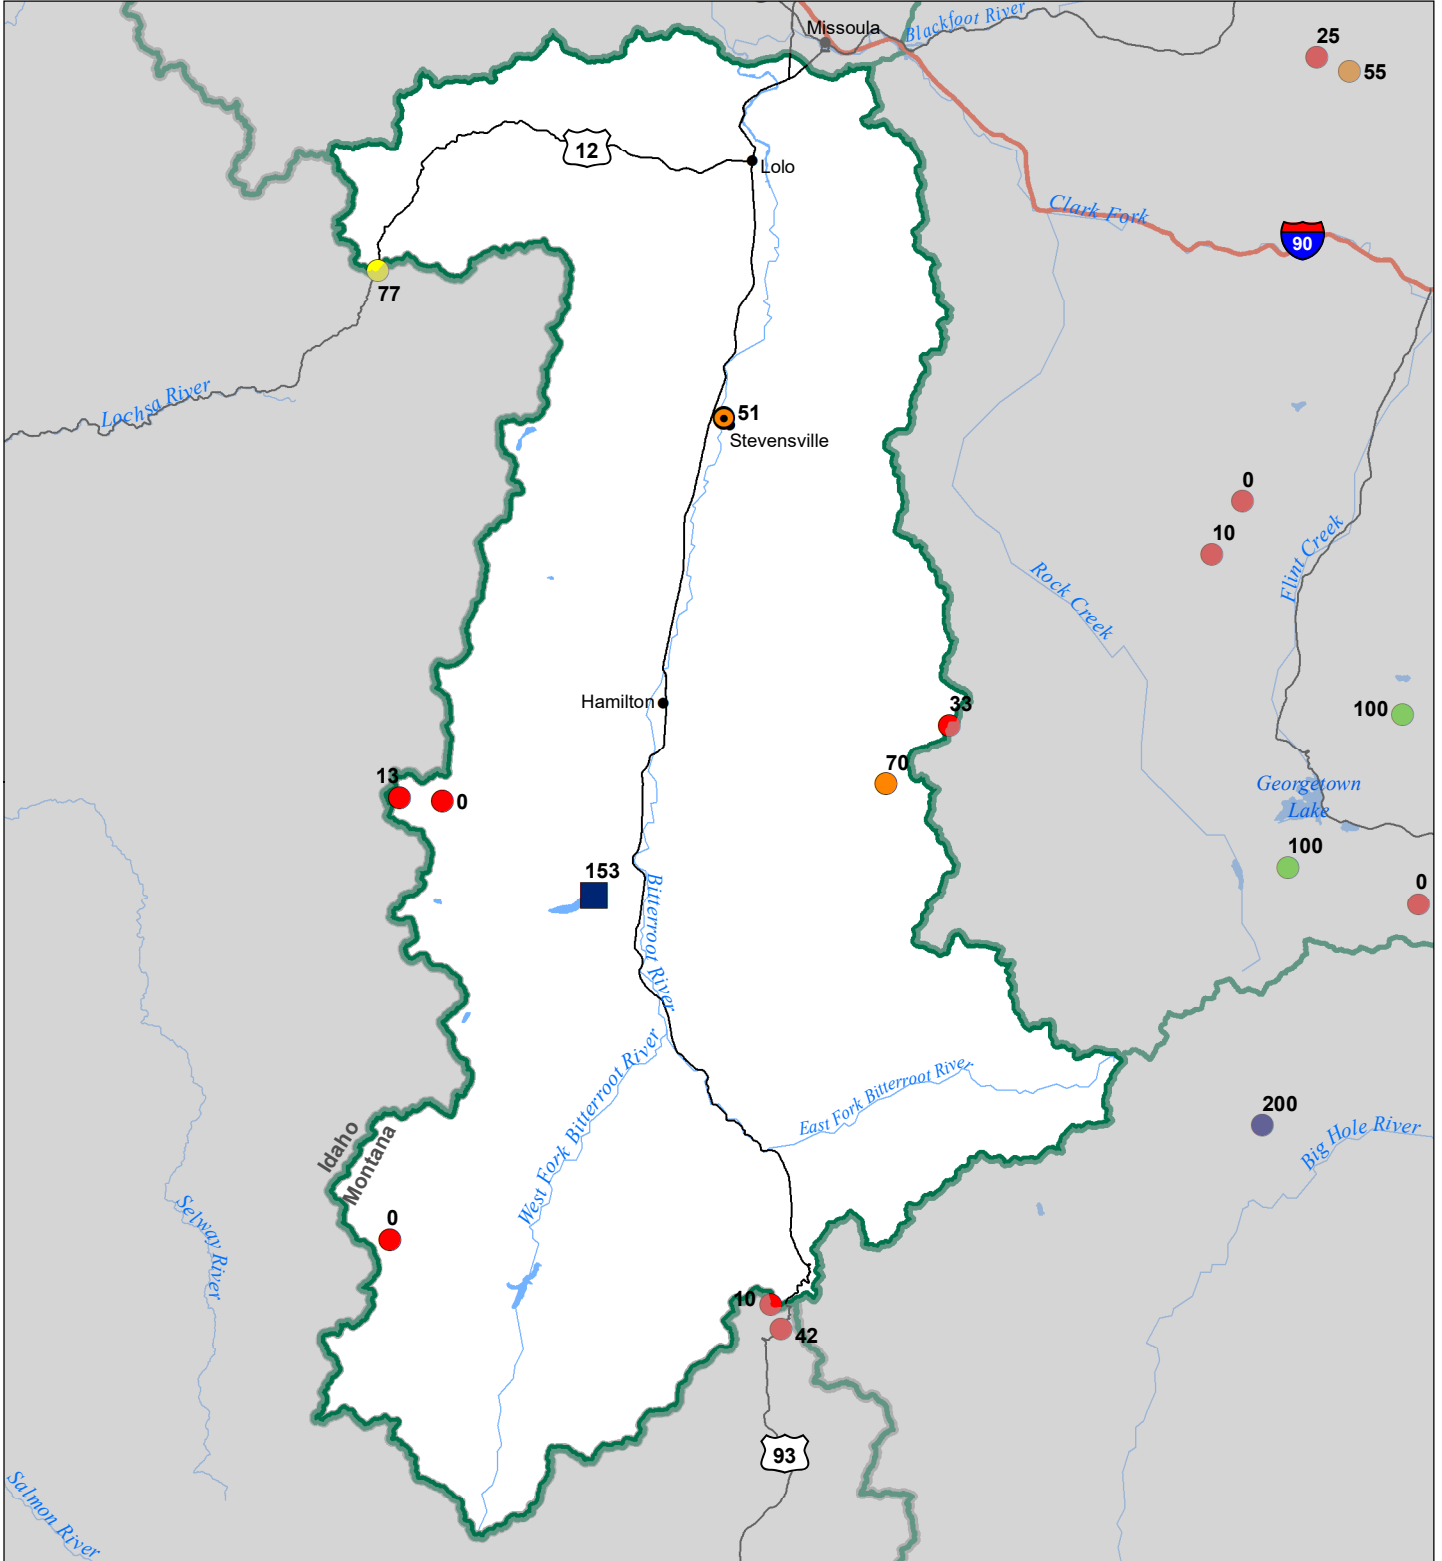 Missoula
Blackfoot River
25
55
12
Lolo
Clark Fork
90
77
Lochsa River
51
Stevensville
0
10
Flint Creek
Rock Creek
Hamilton
33
100
70
13
0
Georgetown
Lake
100
153
0
Bitterroot River
West Fork Bitterroot River
East Fork Bitterroot River
200
Big Hole River
Idaho
Montana
Selway River
0
10
42
93
Salmon River